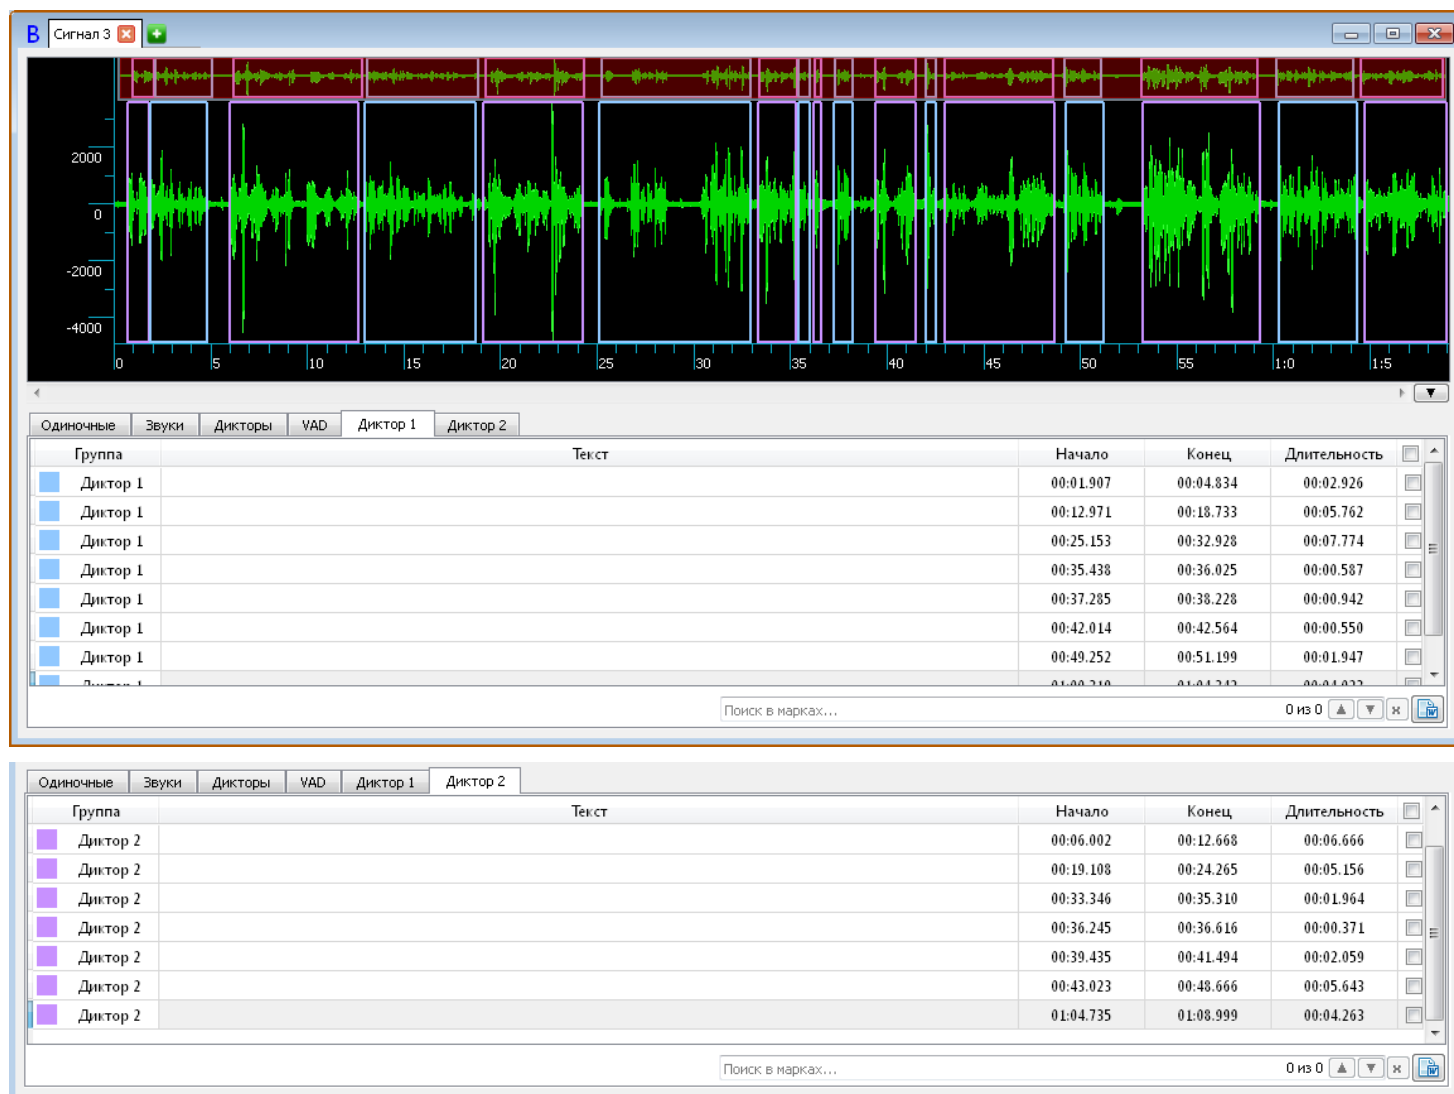 B Сигнал 3
2000
0
-2000
-4000
0 5 10 15 20 25 30 35 40 45 50 55 1:0 1:5
Одиночные Звуки Дикторы VAD Диктор 1 Диктор 2
Группа Текст Начало Конец Длительность
Диктор 1 00:01.907 00:04.834 00:02.926
Диктор 1 00:12.971 00:18.733 00:05.762
Диктор 1 00:25.153 00:32.928 00:07.774
Диктор 1 00:35.438 00:36.025 00:00.587
Диктор 1 00:37.285 00:38.228 00:00.942
Диктор 1 00:42.014 00:42.564 00:00.550
Диктор 1 00:49.252 00:51.199 00:01.947
Поиск в марках... 0 из 0
Одиночные Звуки Дикторы VAD Диктор 1 Диктор 2
Группа Текст Начало Конец Длительность
Диктор 2 00:06.002 00:12.668 00:06.666
Диктор 2 00:19.108 00:24.265 00:05.156
Диктор 2 00:33.346 00:35.310 00:01.964
Диктор 2 00:36.245 00:36.616 00:00.371
Диктор 2 00:39.435 00:41.494 00:02.059
Диктор 2 00:43.023 00:48.666 00:05.643
Диктор 2 01:04.735 01:08.999 00:04.263
Поиск в марках... 0 из 0